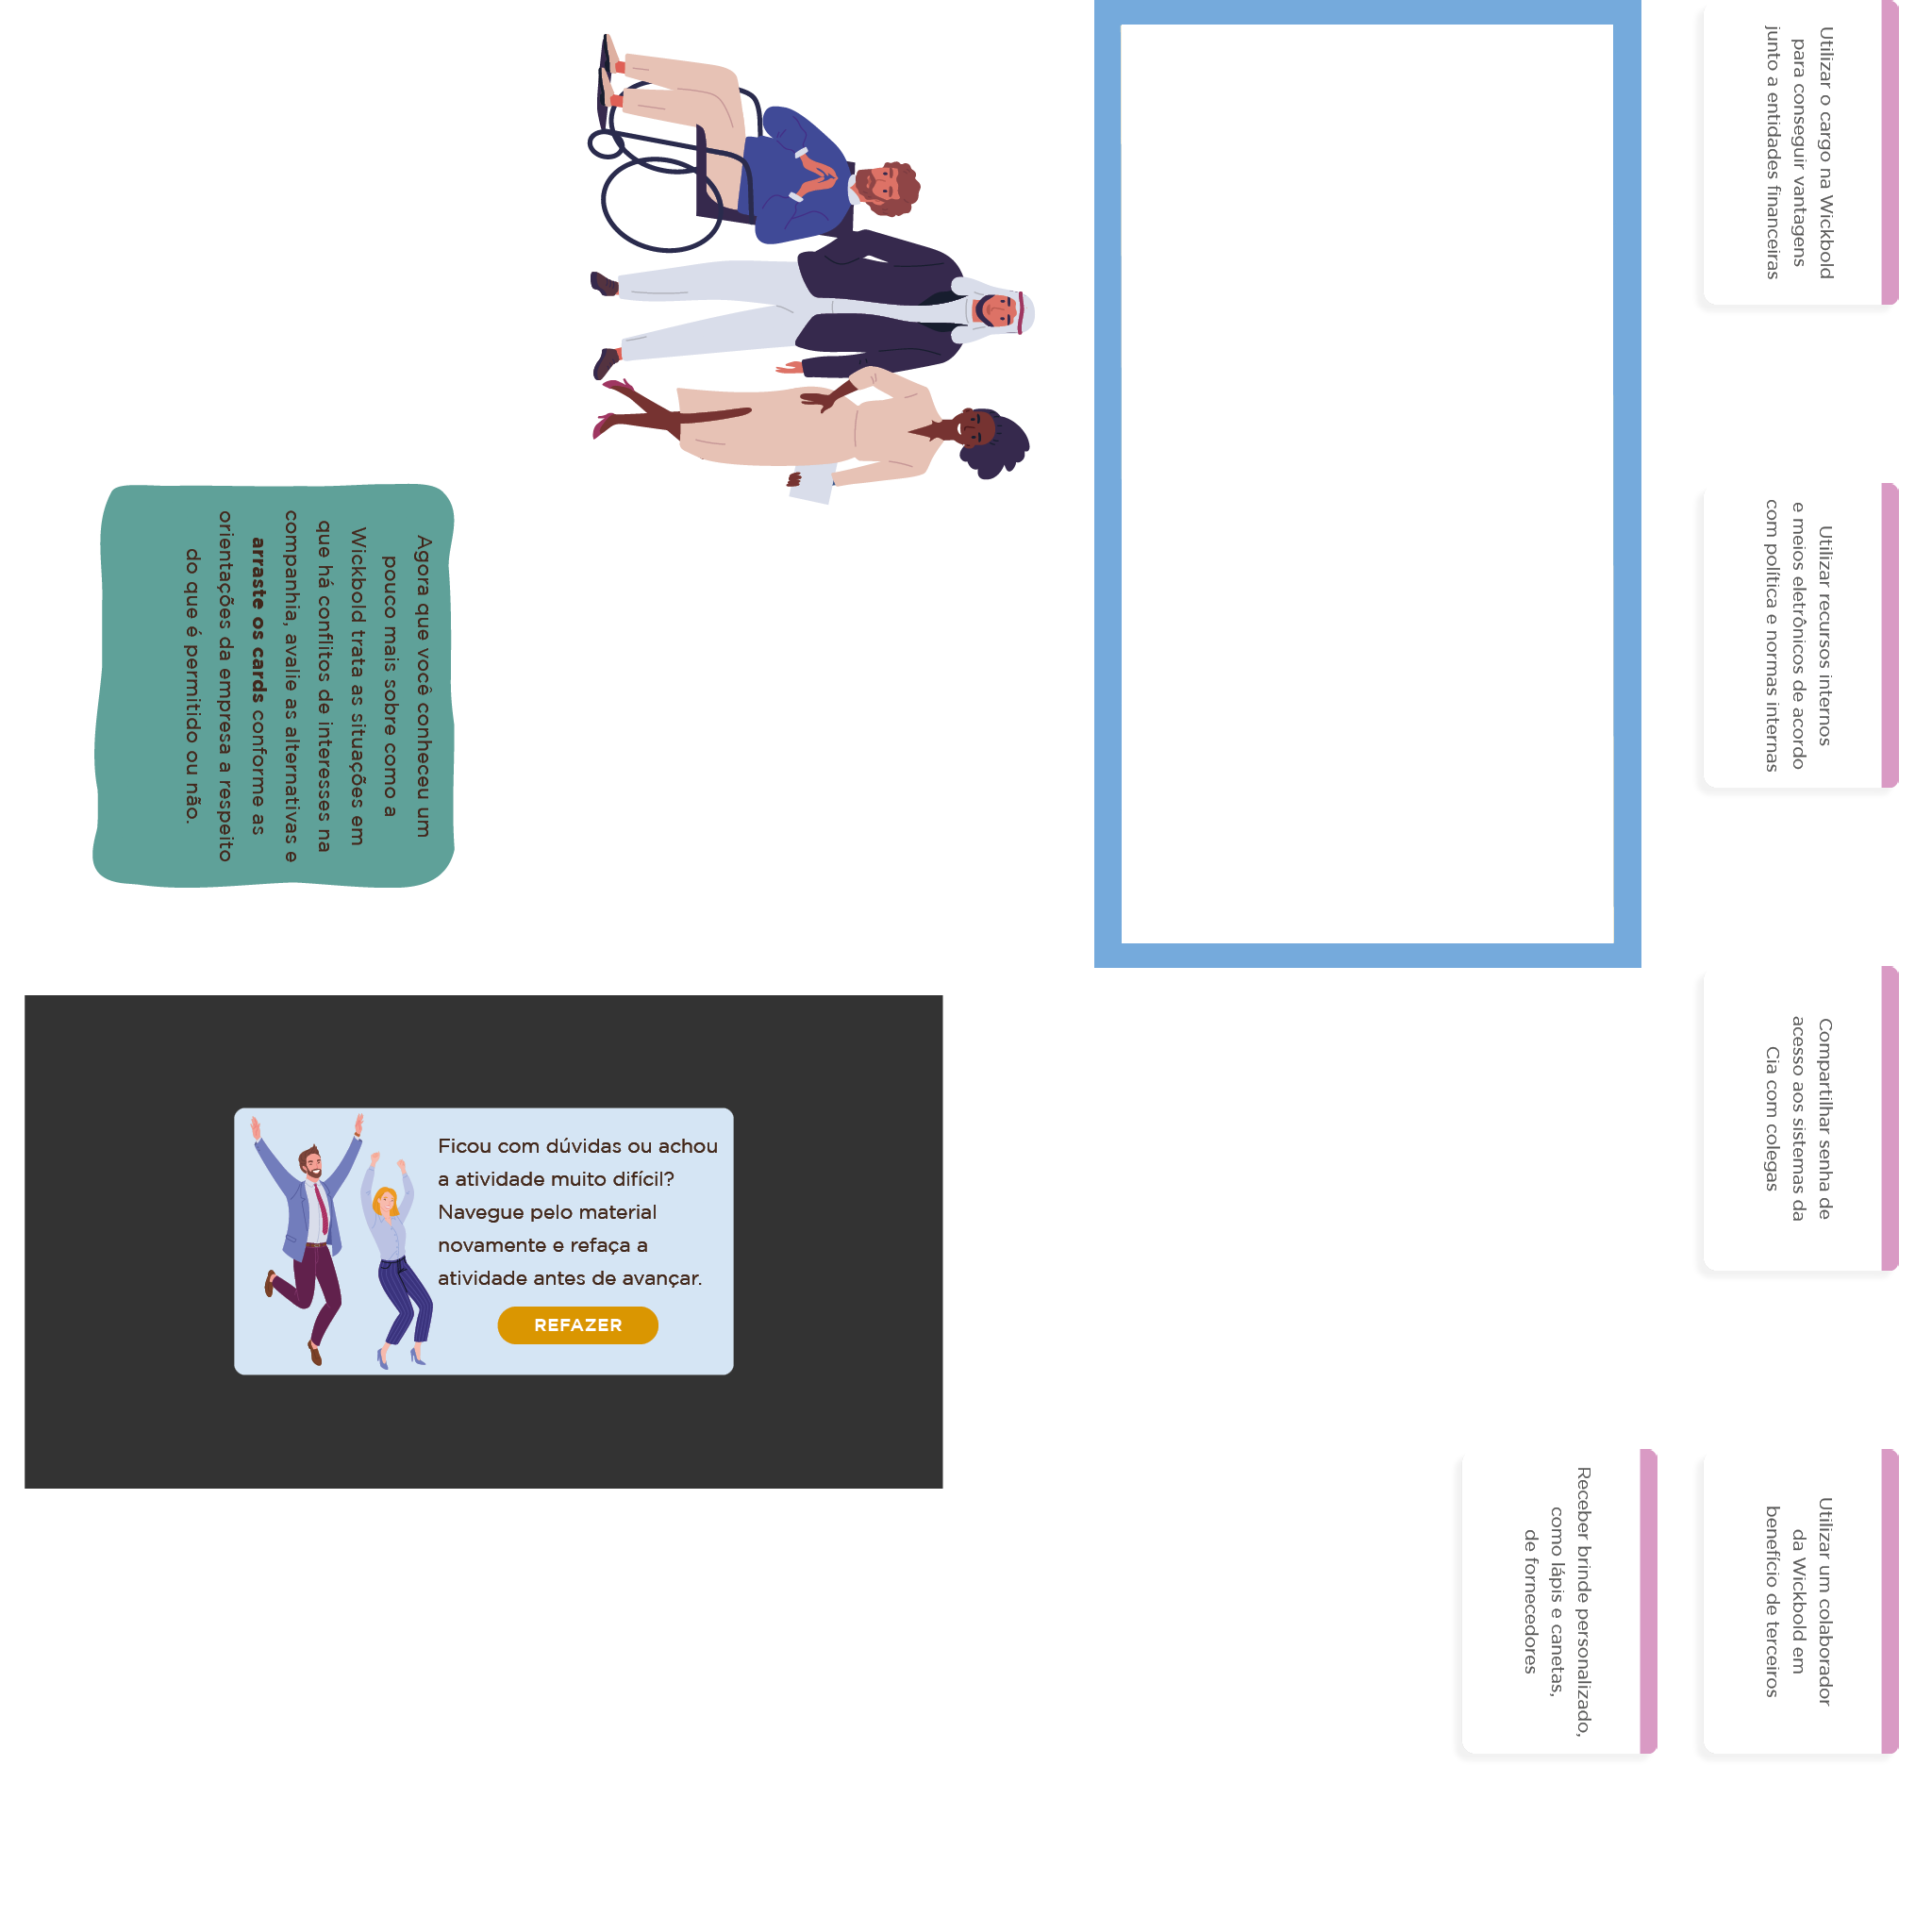 Utilizar o cargo na Wickbold
para conseguir vantagens
junto a entidades financeiras
Utilizar recursos internos
e meios eletrônicos de acordo
com política e normas internas
Compartilhar senha de
acesso aos sistemas da
Cia com colegas
Utilizar um colaborador
da Wickbold em
benefício de terceiros
Receber brinde personalizado,
como lápis e canetas,
de fornecedores
Agora que você conheceu um
pouco mais sobre como a
Wickbold trata as situações em
que há conflitos de interesses na
companhia, avalie as alternativas e
arraste os cards conforme as
orientações da empresa a respeito
do que é permitido ou não.
Ficou com dúvidas ou achou
a atividade muito difícil?
Navegue pelo material
novamente e refaça a
atividade antes de avançar.
REFAZER